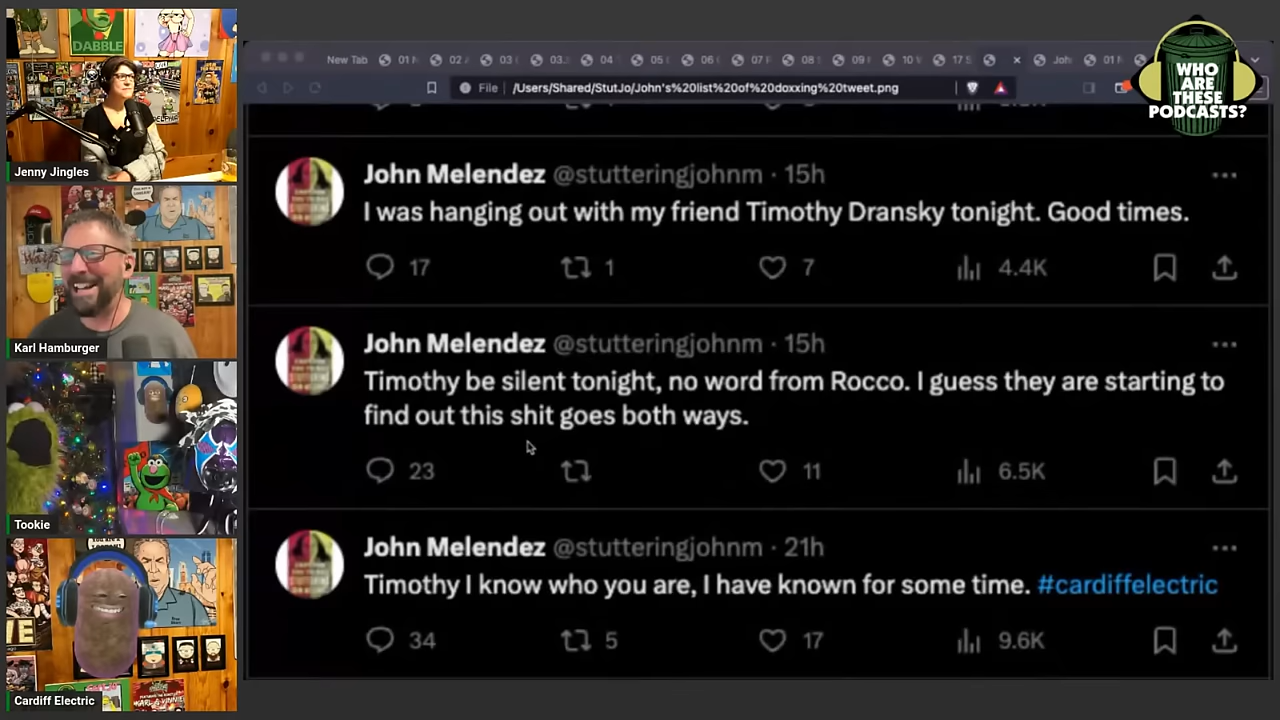 DABBLE
Jenny Jingles
Karl Hamburger
Tookie
Cardiff Electric
New Tab
File
/Users/Shared/StutJo/John's%20list%20of%20doxxing%20tweet.png
WHO
ARE
THESE
PODCASTS?
John Melendez @stutteringjohnm · 15h
I was hanging out with my friend Timothy Dransky tonight. Good times.
17 1 7 4.4K
John Melendez @stutteringjohnm · 15h
Timothy be silent tonight, no word from Rocco. I guess they are starting to
find out this shit goes both ways.
23 11 6.5K
John Melendez @stutteringjohnm · 21h
Timothy I know who you are, I have known for some time. #cardiffelectric
34 5 17 9.6K